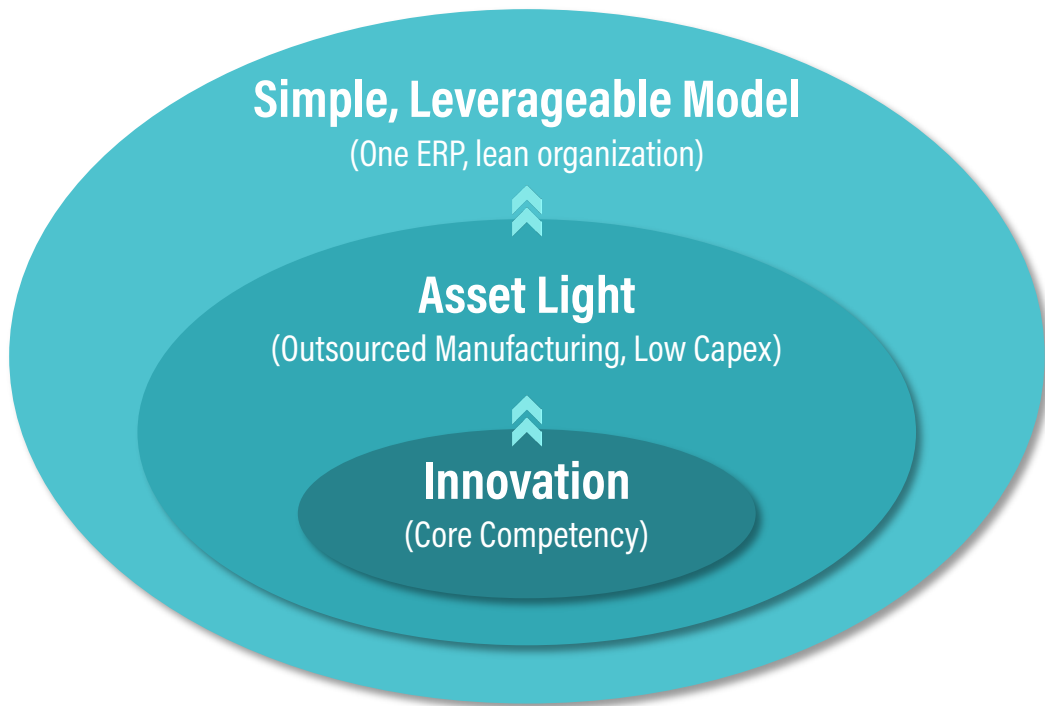 Simple, Leverageable Model
(One ERP, lean organization)
Asset Light
(Outsourced Manufacturing, Low Capex)
Innovation
(Core Competency)